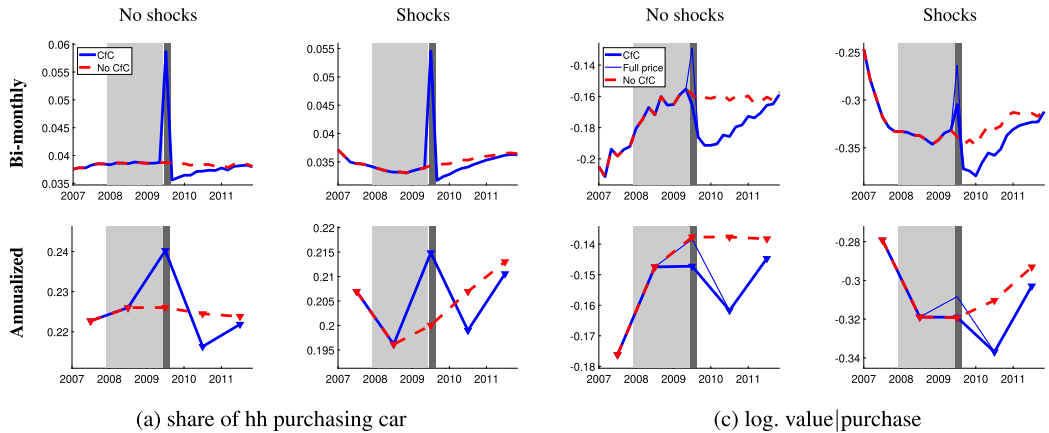 No shocks
Shocks
No shocks
Shocks
Bi-monthly
0.06
0.055
0.05
0.045
0.04
0.035
CfC
No CfC
2007 2008 2009 2010 2011
0.055
0.045
0.035
2007 2008 2009 2010 2011
-0.14
-0.16
-0.18
-0.2
CfC
Full price
No CfC
2007 2008 2009 2010 2011
-0.25
-0.3
-0.35
2007 2008 2009 2010 2011
Annualized
0.24
0.23
0.22
2007 2008 2009 2010 2011
0.22
0.215
0.21
0.205
0.2
0.195
2007 2008 2009 2010 2011
-0.14
-0.15
-0.16
-0.17
-0.18
2007 2008 2009 2010 2011
-0.28
-0.3
-0.32
-0.34
2007 2008 2009 2010 2011
(a) share of hh purchasing car
(c) log. value|purchase